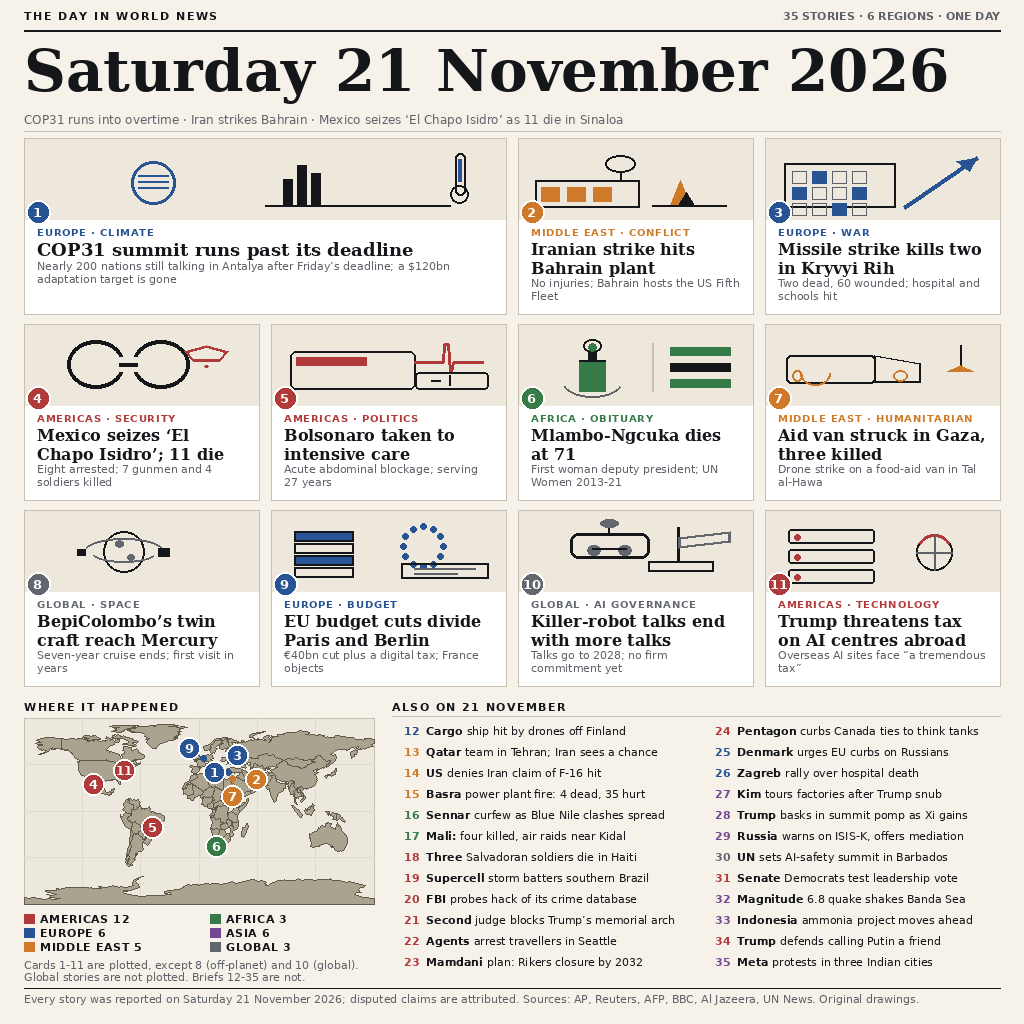 THE DAY IN WORLD NEWS
35 STORIES · 6 REGIONS · ONE DAY
Saturday 21 November 2026
COP31 runs into overtime · Iran strikes Bahrain · Mexico seizes ‘El Chapo Isidro’ as 11 die in Sinaloa
1
EUROPE · CLIMATE
COP31 summit runs past its deadline
Nearly 200 nations still talking in Antalya after Friday’s deadline; a $120bn
adaptation target is gone
2
MIDDLE EAST · CONFLICT
Iranian strike hits
Bahrain plant
No injuries; Bahrain hosts the US Fifth
Fleet
3
EUROPE · WAR
Missile strike kills two
in Kryvyi Rih
Two dead, 60 wounded; hospital and
schools hit
4
AMERICAS · SECURITY
Mexico seizes ‘El
Chapo Isidro’; 11 die
Eight arrested; 7 gunmen and 4
soldiers killed
5
AMERICAS · POLITICS
Bolsonaro taken to
intensive care
Acute abdominal blockage; serving
27 years
6
AFRICA · OBITUARY
Mlambo-Ngcuka dies
at 71
First woman deputy president; UN
Women 2013-21
7
MIDDLE EAST · HUMANITARIAN
Aid van struck in Gaza,
three killed
Drone strike on a food-aid van in Tal
al-Hawa
8
GLOBAL · SPACE
BepiColombo’s twin
craft reach Mercury
Seven-year cruise ends; first visit in
years
9
EUROPE · BUDGET
EU budget cuts divide
Paris and Berlin
€40bn cut plus a digital tax; France
objects
10
GLOBAL · AI GOVERNANCE
Killer-robot talks end
with more talks
Talks go to 2028; no firm
commitment yet
11
AMERICAS · TECHNOLOGY
Trump threatens tax
on AI centres abroad
Overseas AI sites face “a tremendous
tax”
WHERE IT HAPPENED
9
3
11
1
2
4
7
5
6
AMERICAS 12
AFRICA 3
EUROPE 6
ASIA 6
MIDDLE EAST 5
GLOBAL 3
Cards 1-11 are plotted, except 8 (off-planet) and 10 (global).
Global stories are not plotted. Briefs 12-35 are not.
ALSO ON 21 NOVEMBER
12 Cargo ship hit by drones off Finland
13 Qatar team in Tehran; Iran sees a chance
14 US denies Iran claim of F-16 hit
15 Basra power plant fire: 4 dead, 35 hurt
16 Sennar curfew as Blue Nile clashes spread
17 Mali: four killed, air raids near Kidal
18 Three Salvadoran soldiers die in Haiti
19 Supercell storm batters southern Brazil
20 FBI probes hack of its crime database
21 Second judge blocks Trump’s memorial arch
22 Agents arrest travellers in Seattle
23 Mamdani plan: Rikers closure by 2032
24 Pentagon curbs Canada ties to think tanks
25 Denmark urges EU curbs on Russians
26 Zagreb rally over hospital death
27 Kim tours factories after Trump snub
28 Trump basks in summit pomp as Xi gains
29 Russia warns on ISIS-K, offers mediation
30 UN sets AI-safety summit in Barbados
31 Senate Democrats test leadership vote
32 Magnitude 6.8 quake shakes Banda Sea
33 Indonesia ammonia project moves ahead
34 Trump defends calling Putin a friend
35 Meta protests in three Indian cities
Every story was reported on Saturday 21 November 2026; disputed claims are attributed. Sources: AP, Reuters, AFP, BBC, Al Jazeera, UN News. Original drawings.